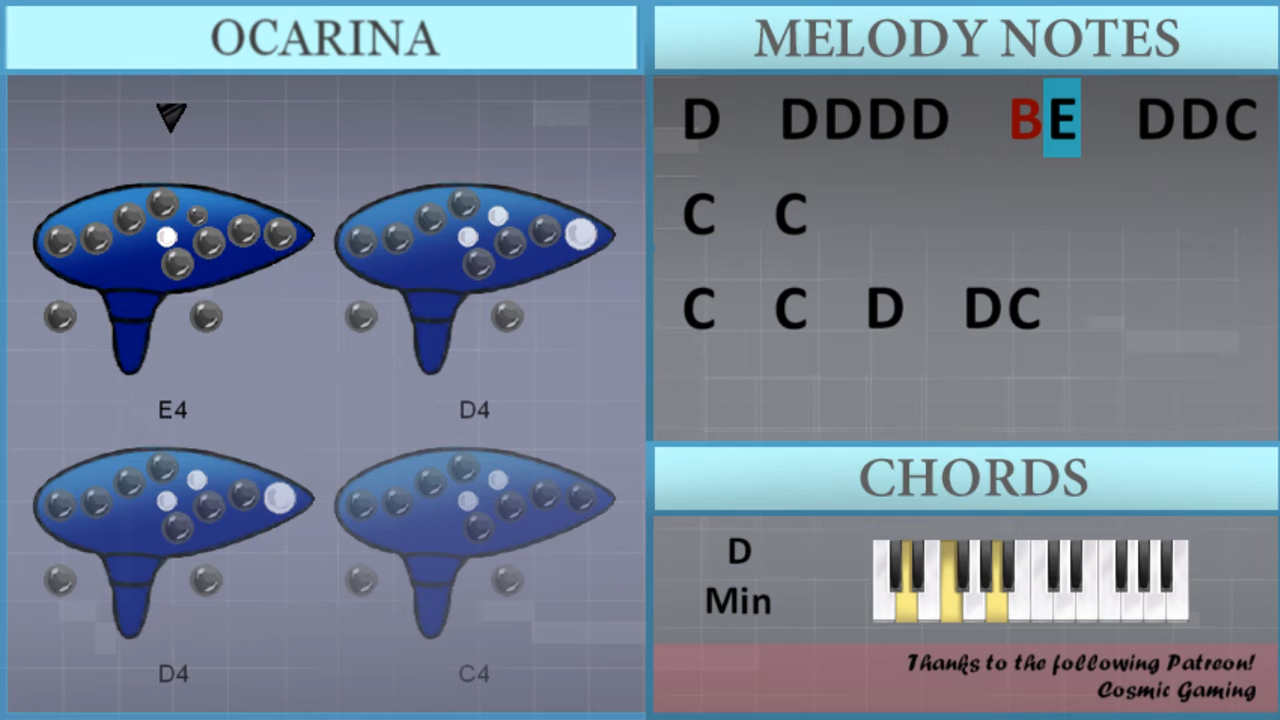 OCARINA
E4
D4
D4
C4
MELODY NOTES
D DDDD BE DDC
C C
C C D DC
CHORDS
D
Min
Thanks to the following Patreon!
Cosmic Gaming